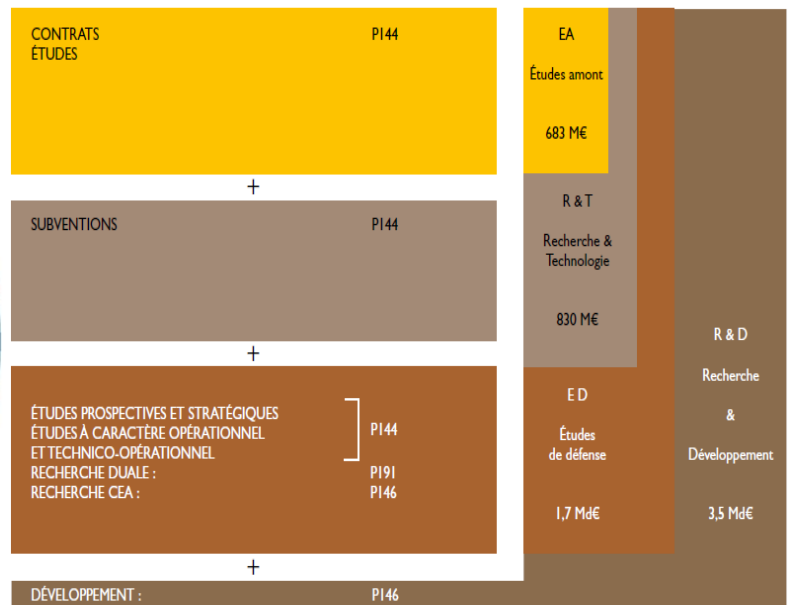 CONTRATS P144
ÉTUDES
+
SUBVENTIONS P144
+
ÉTUDES PROSPECTIVES ET STRATÉGIQUES
ÉTUDES À CARACTÈRE OPÉRATIONNEL P144
ET TECHNICO-OPÉRATIONNEL
RECHERCHE DUALE : P191
RECHERCHE CEA : P146
+
DÉVELOPPEMENT : P146
EA
Études amont
683 M€
R & T
Recherche &
Technologie
830 M€
E D
Études
de défense
1,7 Md€
R & D
Recherche
&
Développement
3,5 Md€